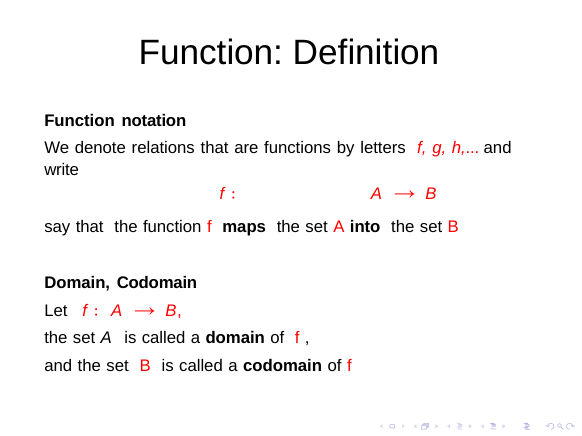 Function: Definition
Function notation
We denote relations that are functions by letters f, g, h,... and
write
f : A → B
say that the function f maps the set A into the set B
Domain, Codomain
Let f : A → B,
the set A is called a domain of f ,
and the set B is called a codomain of f